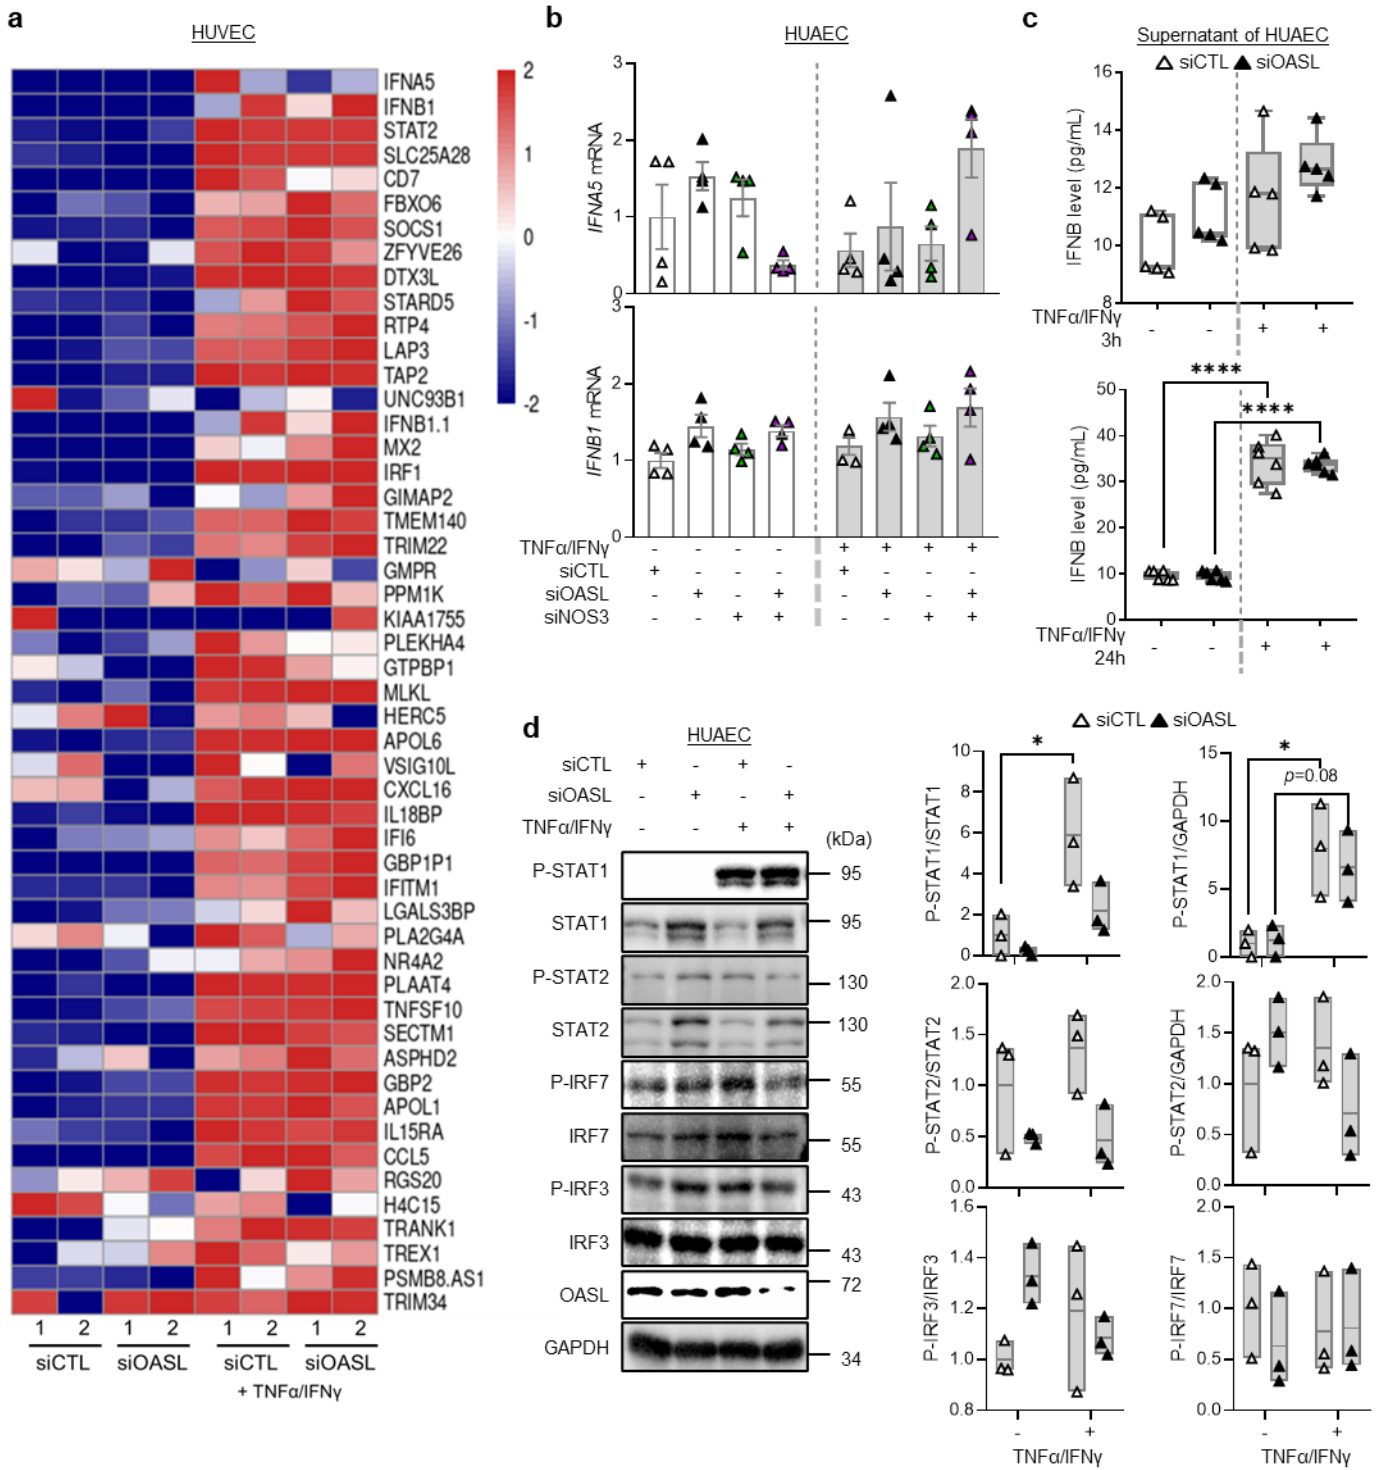 a
HUVEC
IFNA5
IFNB1
STAT2
SLC25A28
CD7
FBXO6
SOCS1
ZFYVE26
DTX3L
STARD5
RTP4
LAP3
TAP2
UNC93B1
IFNB1.1
MX2
IRF1
GIMAP2
TMEM140
TRIM22
GMPR
PPM1K
KIAA1755
PLEKHA4
GTPBP1
MLKL
HERC5
APOL6
VSIG10L
CXCL16
IL18BP
IFI6
GBP1P1
IFITM1
LGALS3BP
PLA2G4A
NR4A2
PLAAT4
TNFSF10
SECTM1
ASPHD2
GBP2
APOL1
IL15RA
CCL5
RGS20
H4C15
TRANK1
TREX1
PSMB8.AS1
TRIM34
2
1
0
-1
-2
1 2 1 2 1 2 1 2
siCTL siOASL siCTL siOASL
+ TNFα/IFNγ
b
HUAEC
IFNA5 mRNA
3
2
1
0
IFNB1 mRNA
3
2
1
0
TNFα/IFNγ - - - - + + + +
siCTL + - - - + - - -
siOASL - + - + - + - +
siNOS3 - - + + - - + +
c
Supernatant of HUAEC
siCTL siOASL
IFNB level (pg/mL)
16
14
12
10
8
TNFα/IFNγ
3h
- - + +
IFNB level (pg/mL)
50
40
30
20
10
0
****
****
TNFα/IFNγ
24h
- - + +
d
HUAEC
siCTL + - + -
siOASL - + - +
TNFα/IFNγ - - + +
(kDa)
P-STAT1 95
STAT1 95
P-STAT2 130
STAT2 130
P-IRF7 55
IRF7 55
P-IRF3 43
IRF3 43
OASL 72
GAPDH 34
siCTL siOASL
P-STAT1/STAT1
10
8
6
4
2
0
*
P-STAT1/GAPDH
15
10
5
0
*
p=0.08
P-STAT2/STAT2
2.0
1.5
1.0
0.5
0.0
P-STAT2/GAPDH
2.0
1.5
1.0
0.5
0.0
P-IRF3/IRF3
1.6
1.4
1.2
1.0
0.8
- +
TNFα/IFNγ
P-IRF7/IRF7
2.0
1.5
1.0
0.5
0.0
- +
TNFα/IFNγ